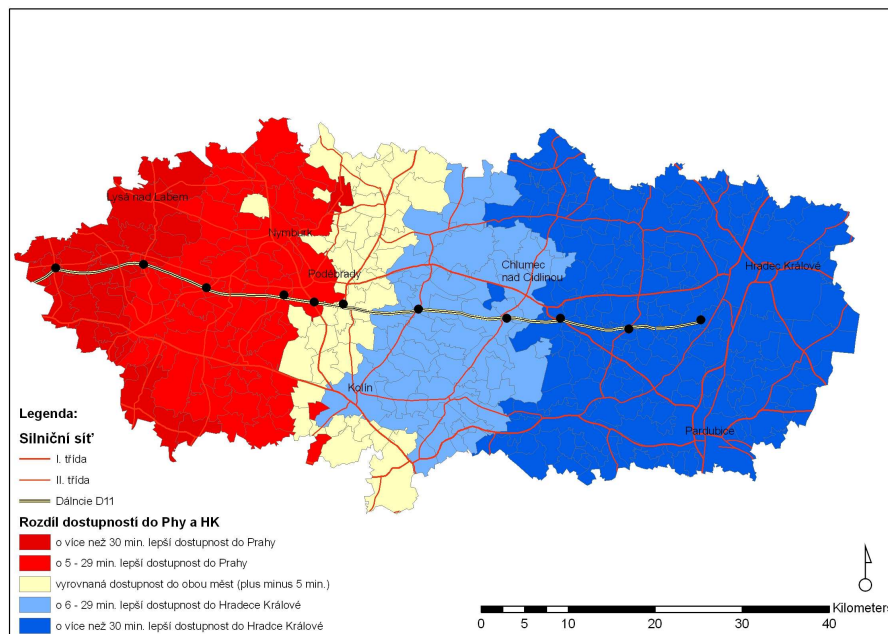 Lysá nad Labem
Nymburk
Poděbrady
Chlumec
nad Cidlinou
Hradec Králové
Kolín
Pardubice
Legenda:
Silniční síť
I. třída
II. třída
Dálncie D11
Rozdíl dostupností do Phy a HK
o více než 30 min. lepší dostupnost do Prahy
o 5 - 29 min. lepší dostupnost do Prahy
vyrovnaná dostupnost do obou měst (plus minus 5 min.)
o 6 - 29 min. lepší dostupnost do Hradece Králové
o více než 30 min. lepší dostupnost do Hradce Králové
Kilometers
0 5 10 20 30 40